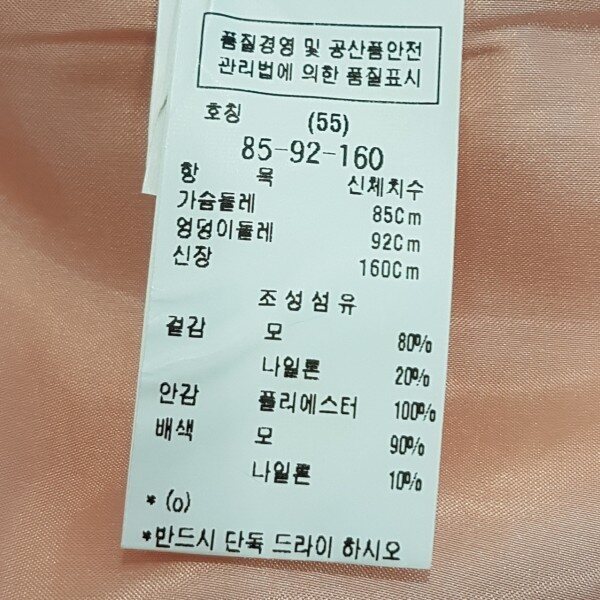 품질경영 및 공산품안전
관리법에 의한 품질표시
호칭 (55)
85-92-160
항 목 신체치수
가슴둘레 85Cm
엉덩이둘레 92Cm
신장 160Cm
조성섬유
겉감 모 80%
나일론 20%
안감 폴리에스터 100%
배색 모 90%
나일론 10%
* (o)
*반드시 단독 드라이 하시오